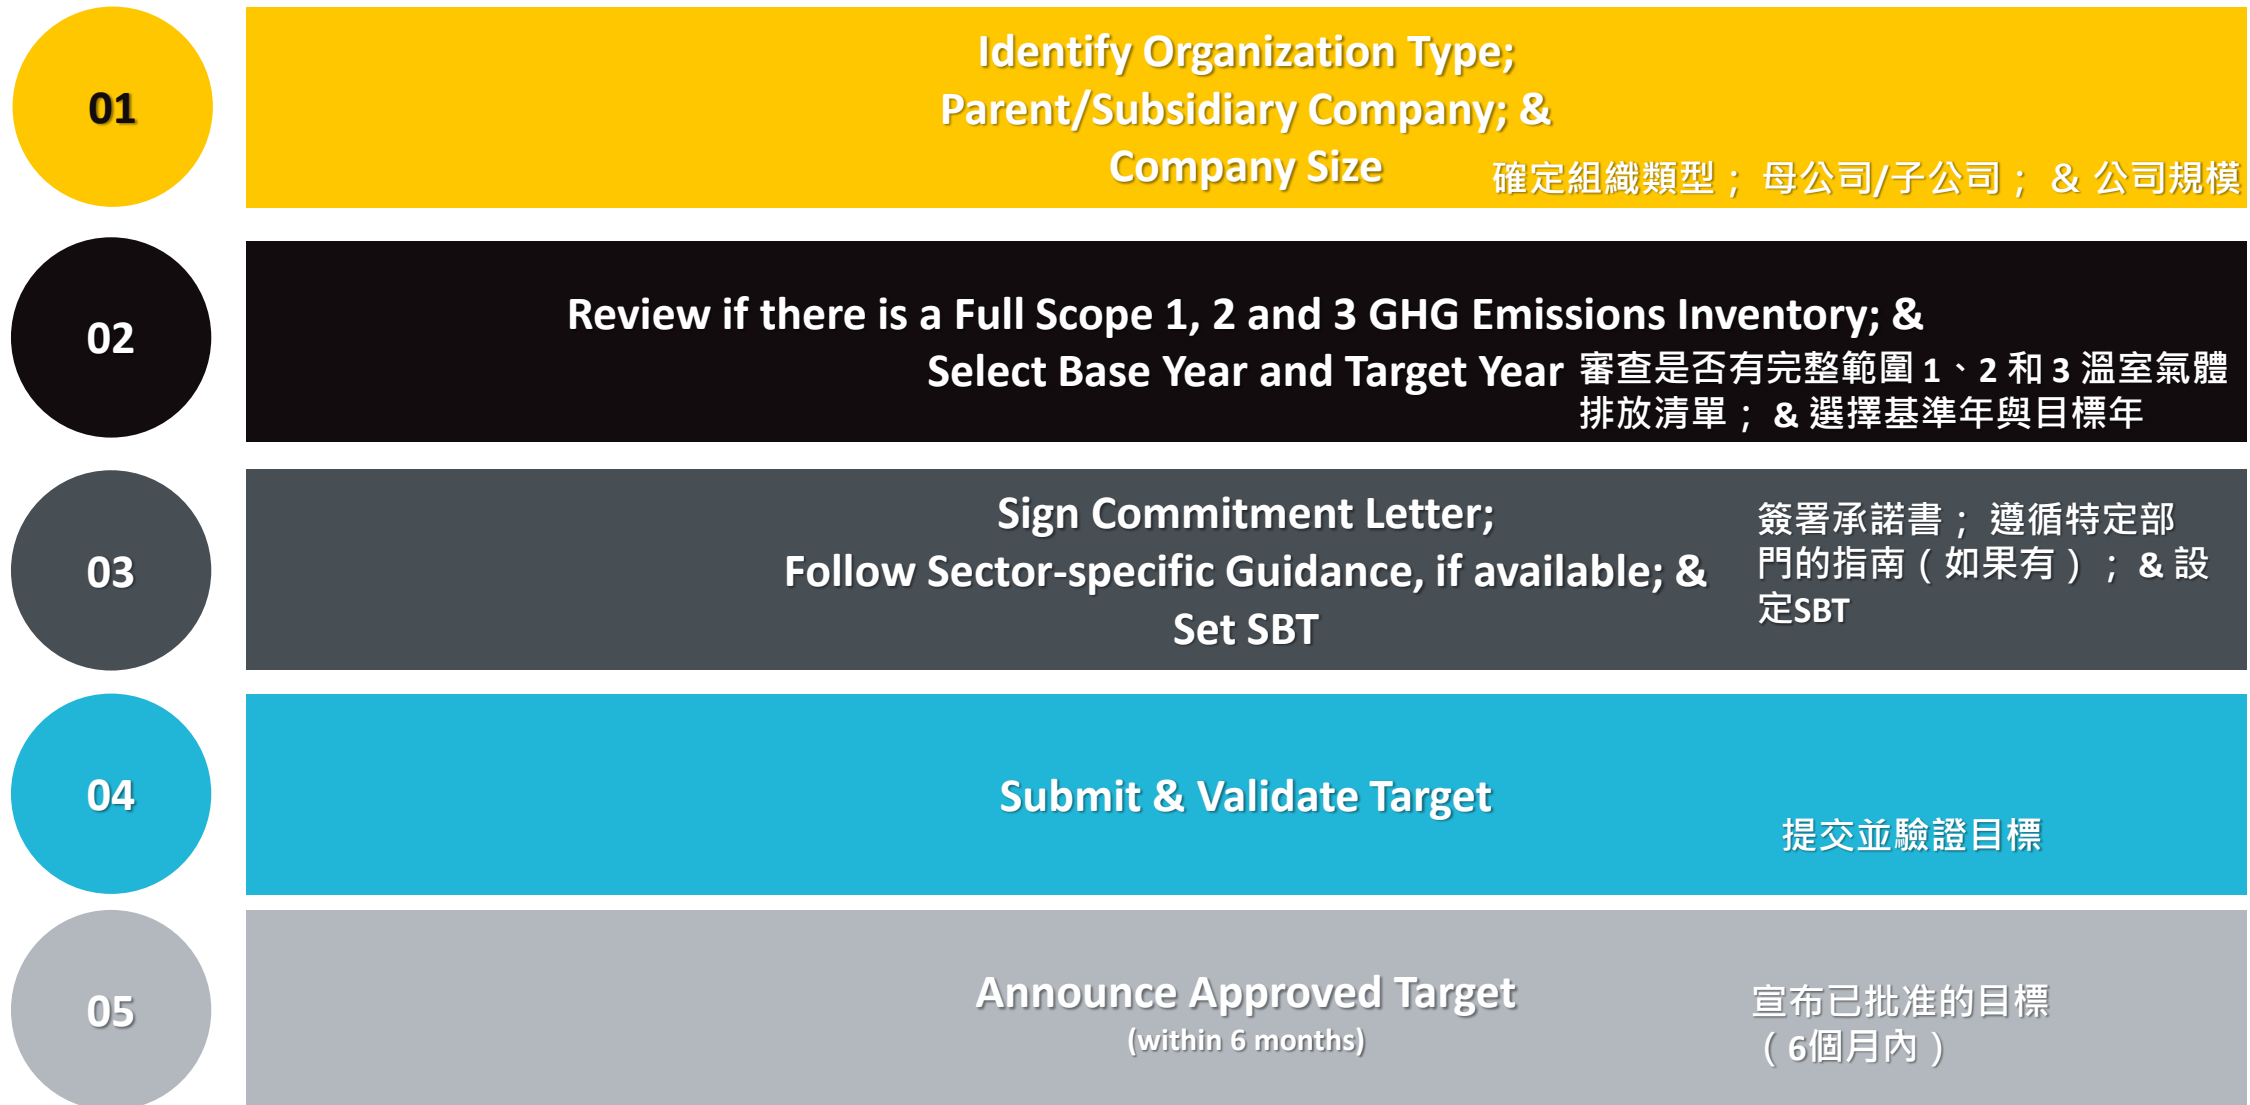 01
Identify Organization Type;
Parent/Subsidiary Company; &
Company Size
確定組織類型； 母公司/子公司； & 公司規模
02
Review if there is a Full Scope 1, 2 and 3 GHG Emissions Inventory; &
Select Base Year and Target Year
審查是否有完整範圍 1、2 和 3 溫室氣體
排放清單； & 選擇基準年與目標年
03
Sign Commitment Letter;
Follow Sector-specific Guidance, if available; &
Set SBT
簽署承諾書； 遵循特定部
門的指南（如果有）； & 設
定SBT
04
Submit & Validate Target
提交並驗證目標
05
Announce Approved Target
(within 6 months)
宣布已批准的目標
（6個月內）